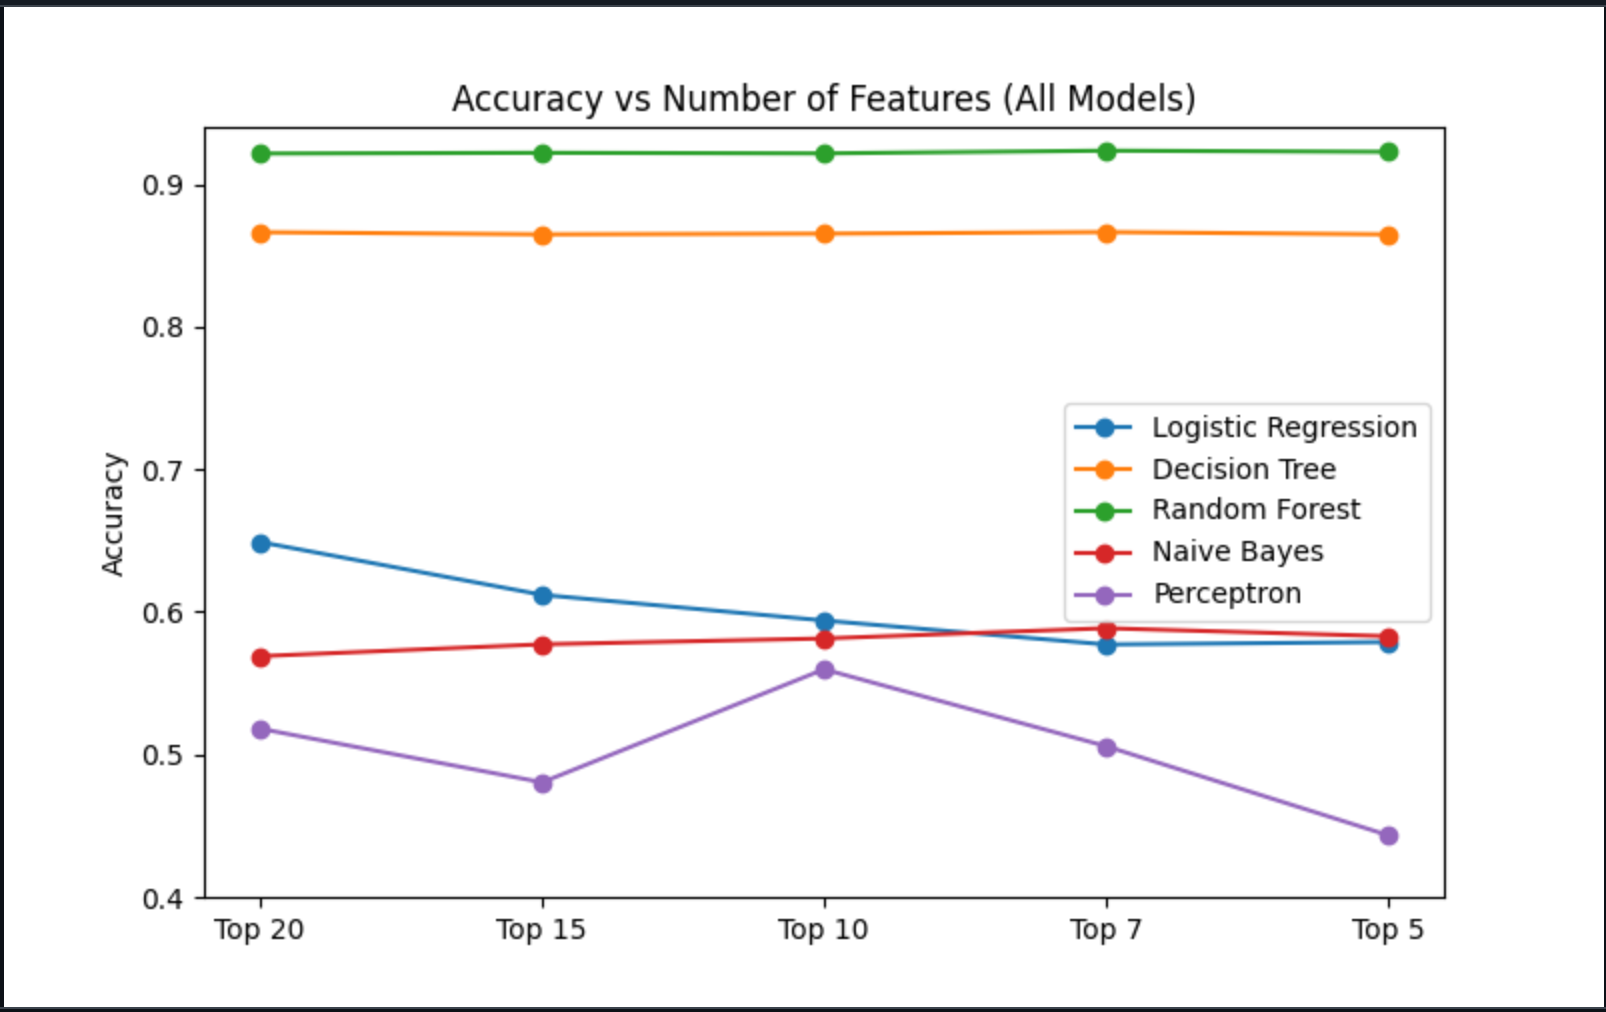 Accuracy vs Number of Features (All Models)
Accuracy
0.9
0.8
0.7
0.6
0.5
0.4
Logistic Regression
Decision Tree
Random Forest
Naive Bayes
Perceptron
Top 20 Top 15 Top 10 Top 7 Top 5